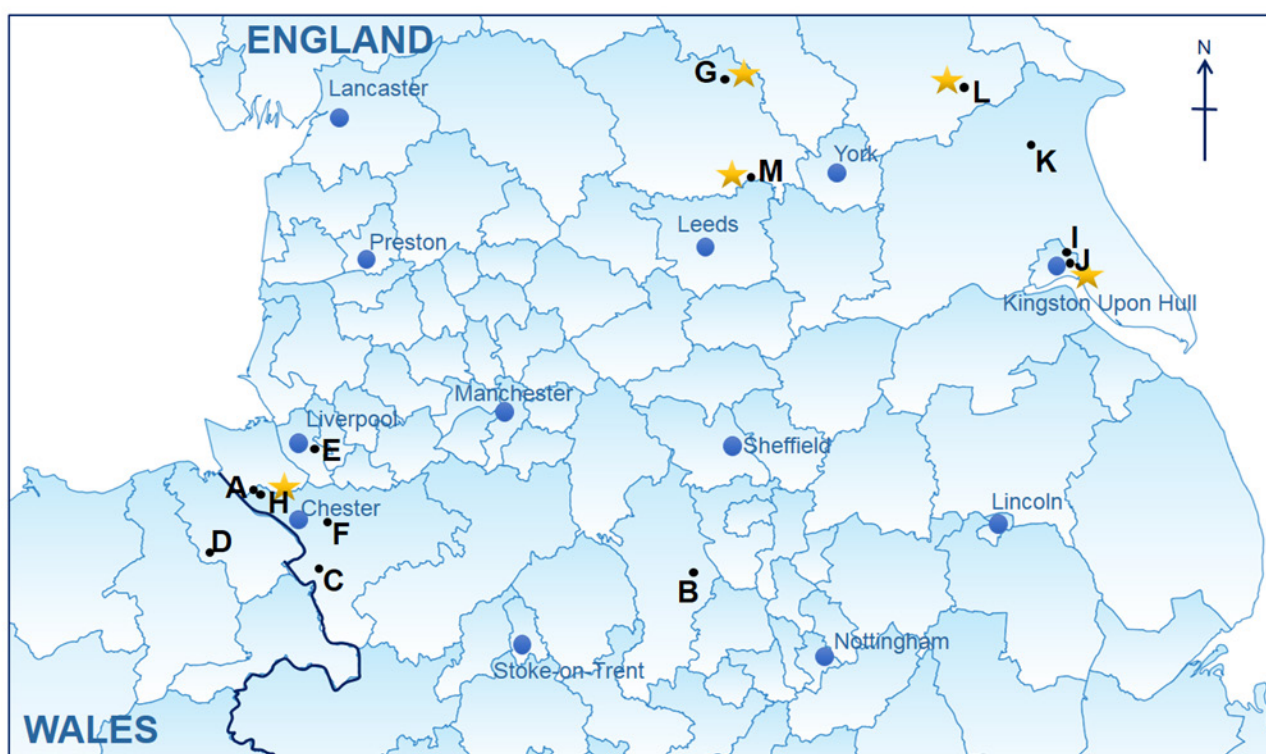 ENGLAND
N
G
L
Lancaster
York
K
M
Leeds
Preston
I
J
Kingston Upon Hull
Manchester
Liverpool
E
Sheffield
A
H
Chester
Lincoln
F
D
C
B
Nottingham
Stoke-on-Trent
WALES